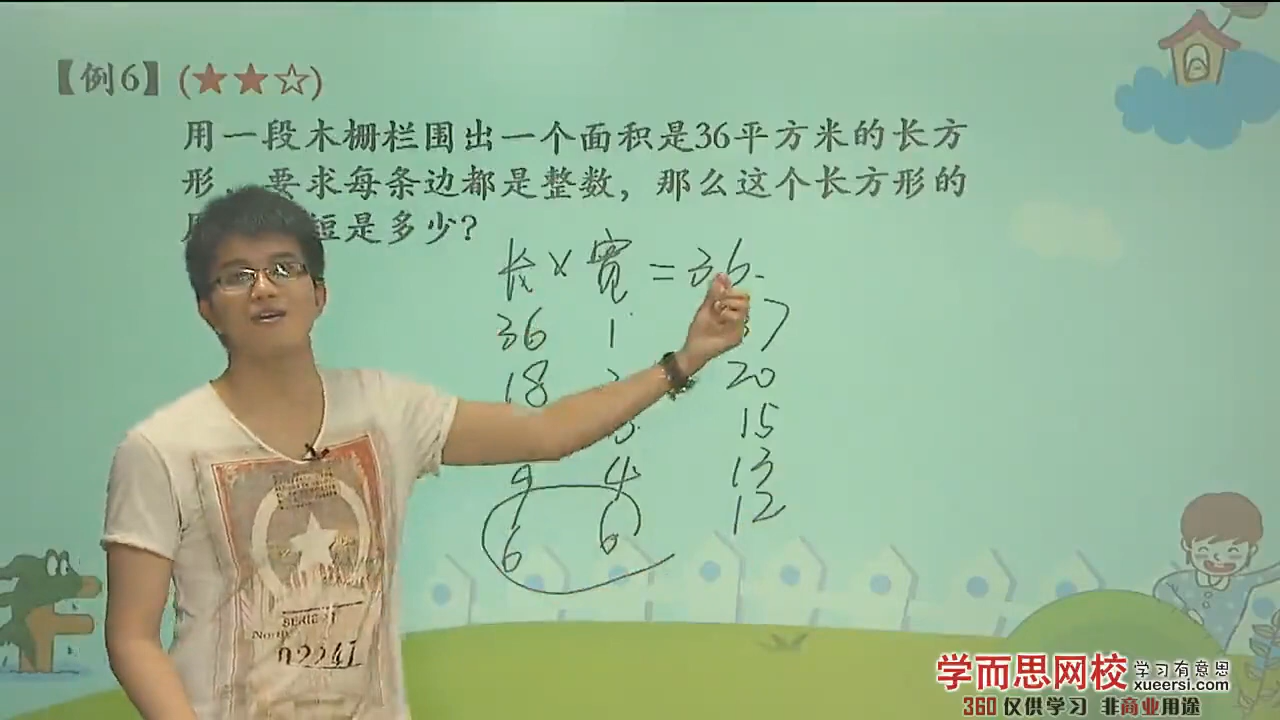 【例6】(★★☆)
用一段木栅栏围出一个面积是36平方米的长方
形，要求每条边都是整数，那么这个长方形的
短是多少？
长×宽=36.
36 1 37
18 20
15
9 4 13
6 6 12
SERIE
02241
学而思网校 学习有意思
xueersi.com
360 仅供学习 非商业用途